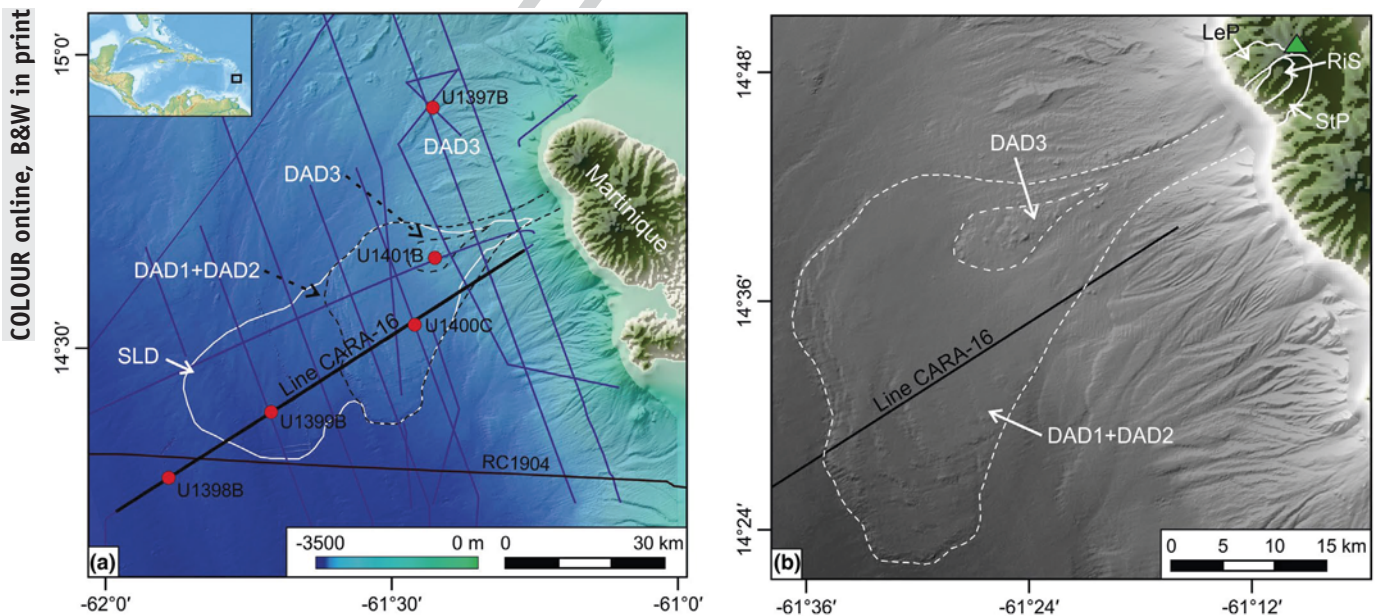 COLOUR online, B&W in print
15°0'
14°30'
U1397B
DAD3
DAD3
Martinique
U1401B
DAD1+DAD2
U1400C
SLD
Line CARA-16
U1399B
RC1904
U1398B
(a)
-3500
0 m
0
30 km
-62°0'
-61°30'
-61°0'
14°48'
14°36'
14°24'
LeP
RiS
StP
DAD3
Line CARA-16
DAD1+DAD2
(b)
0
5
10
15 km
-61°36'
-61°24'
-61°12'